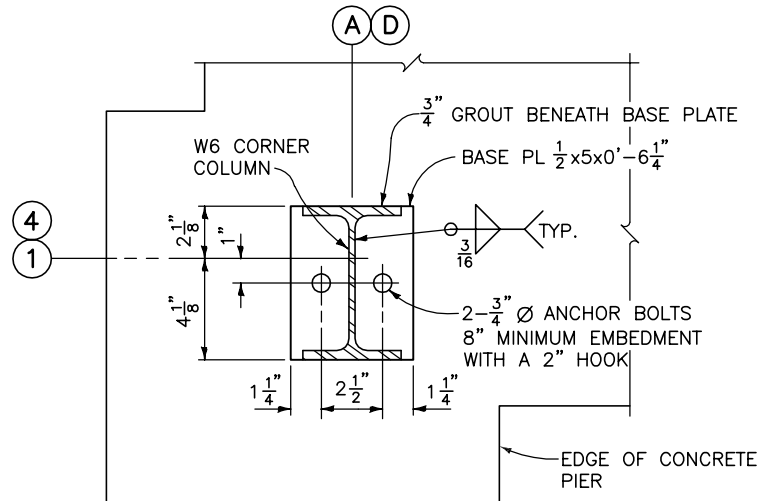 A D
3/4" GROUT BENEATH BASE PLATE
W6 CORNER
COLUMN
BASE PL 1/2x5x0'-6 1/4"
4
1
2 1/8"
1"
4 1/8"
3/16
TYP.
2-3/4" Ø ANCHOR BOLTS
8" MINIMUM EMBEDMENT
WITH A 2" HOOK
1 1/4" 2 1/2" 1 1/4"
EDGE OF CONCRETE
PIER